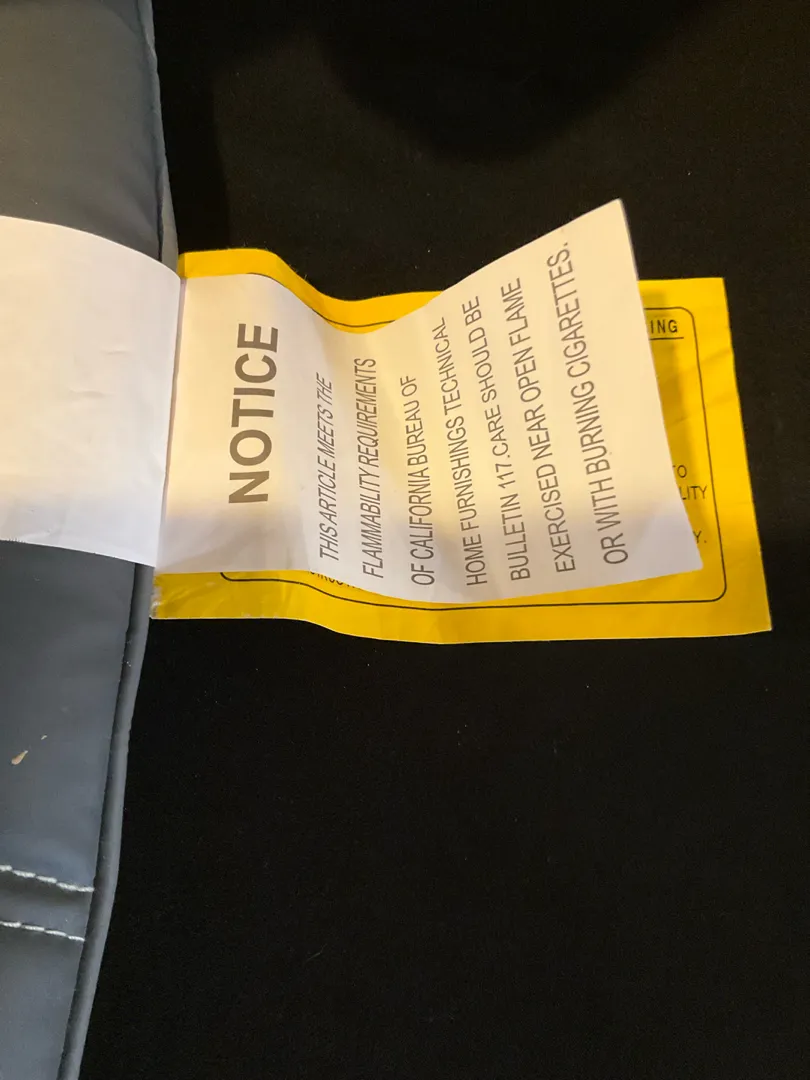 NOTICE
THIS ARTICLE MEETS THE
FLAMMABILITY REQUIREMENTS
OF CALIFORNIA BUREAU OF
HOME FURNISHINGS TECHNICAL
BULLETIN 117.CARE SHOULD BE
EXERCISED NEAR OPEN FLAME
OR WITH BURNING CIGARETTES.